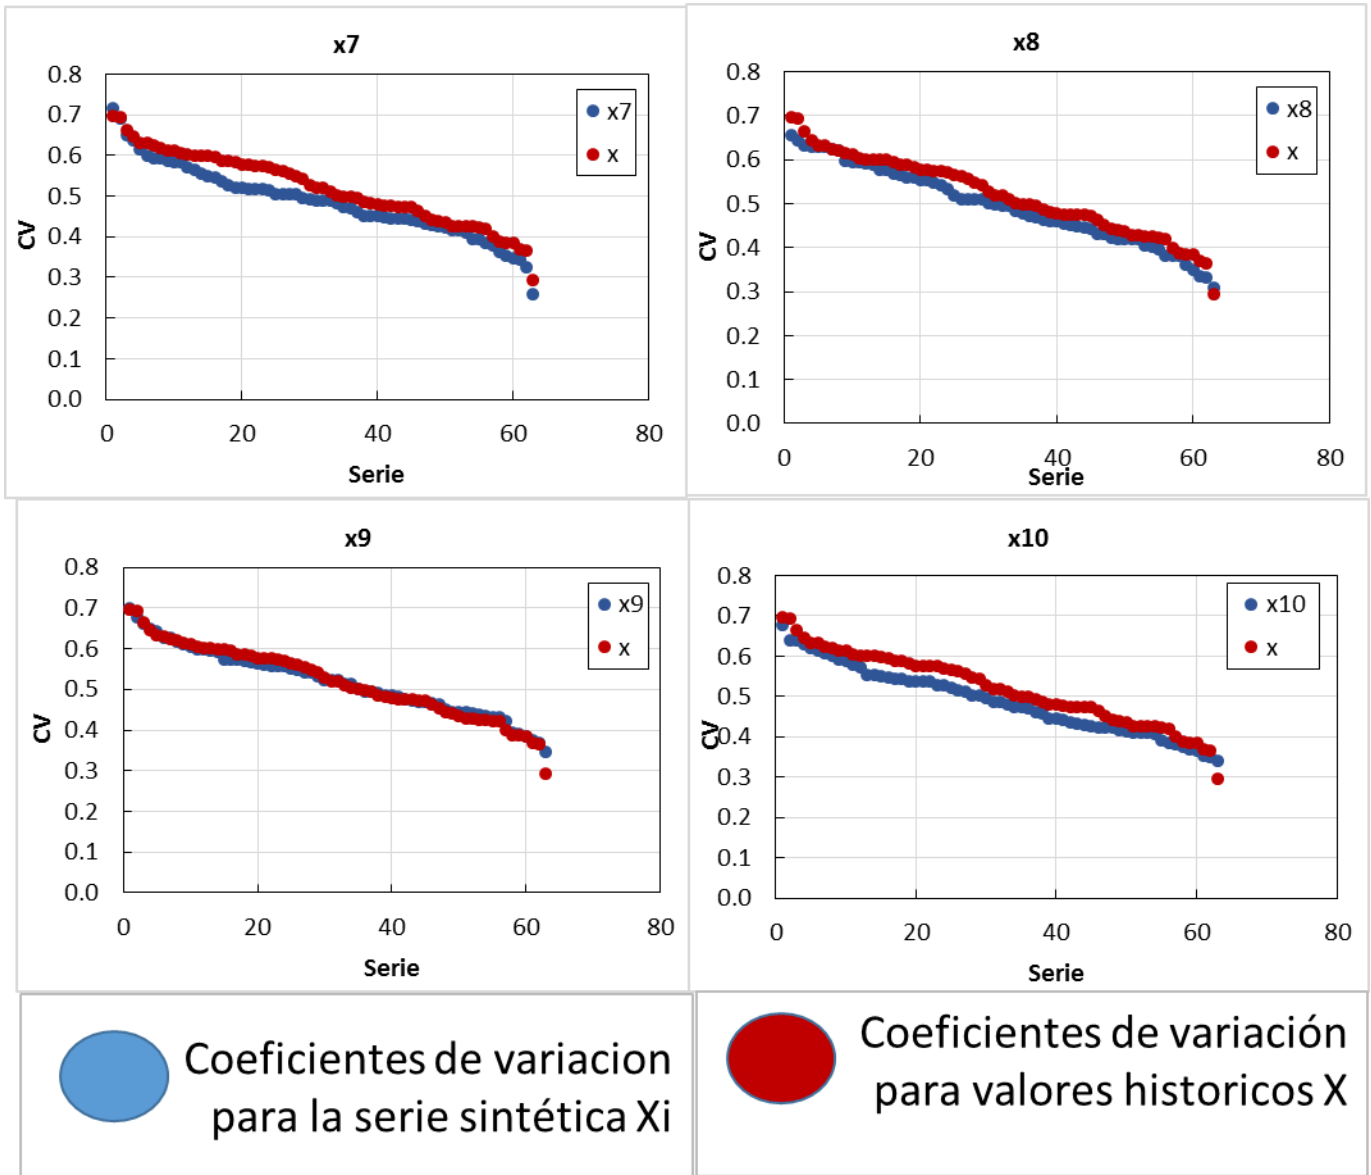 x7
0.8
0.7
0.6
0.5
0.4
0.3
0.2
0.1
0.0
CV
0 20 40 60 80
Serie
x7
x
x8
0.8
0.7
0.6
0.5
0.4
0.3
0.2
0.1
0.0
CV
0 20 40 60 80
Serie
x8
x
x9
0.8
0.7
0.6
0.5
0.4
0.3
0.2
0.1
0.0
CV
0 20 40 60 80
Serie
x9
x
x10
0.8
0.7
0.6
0.5
0.4
0.3
0.2
0.1
0.0
CV
0 20 40 60 80
Serie
x10
x
Coeficientes de variacion
para la serie sintética Xi
Coeficientes de variación
para valores historicos X